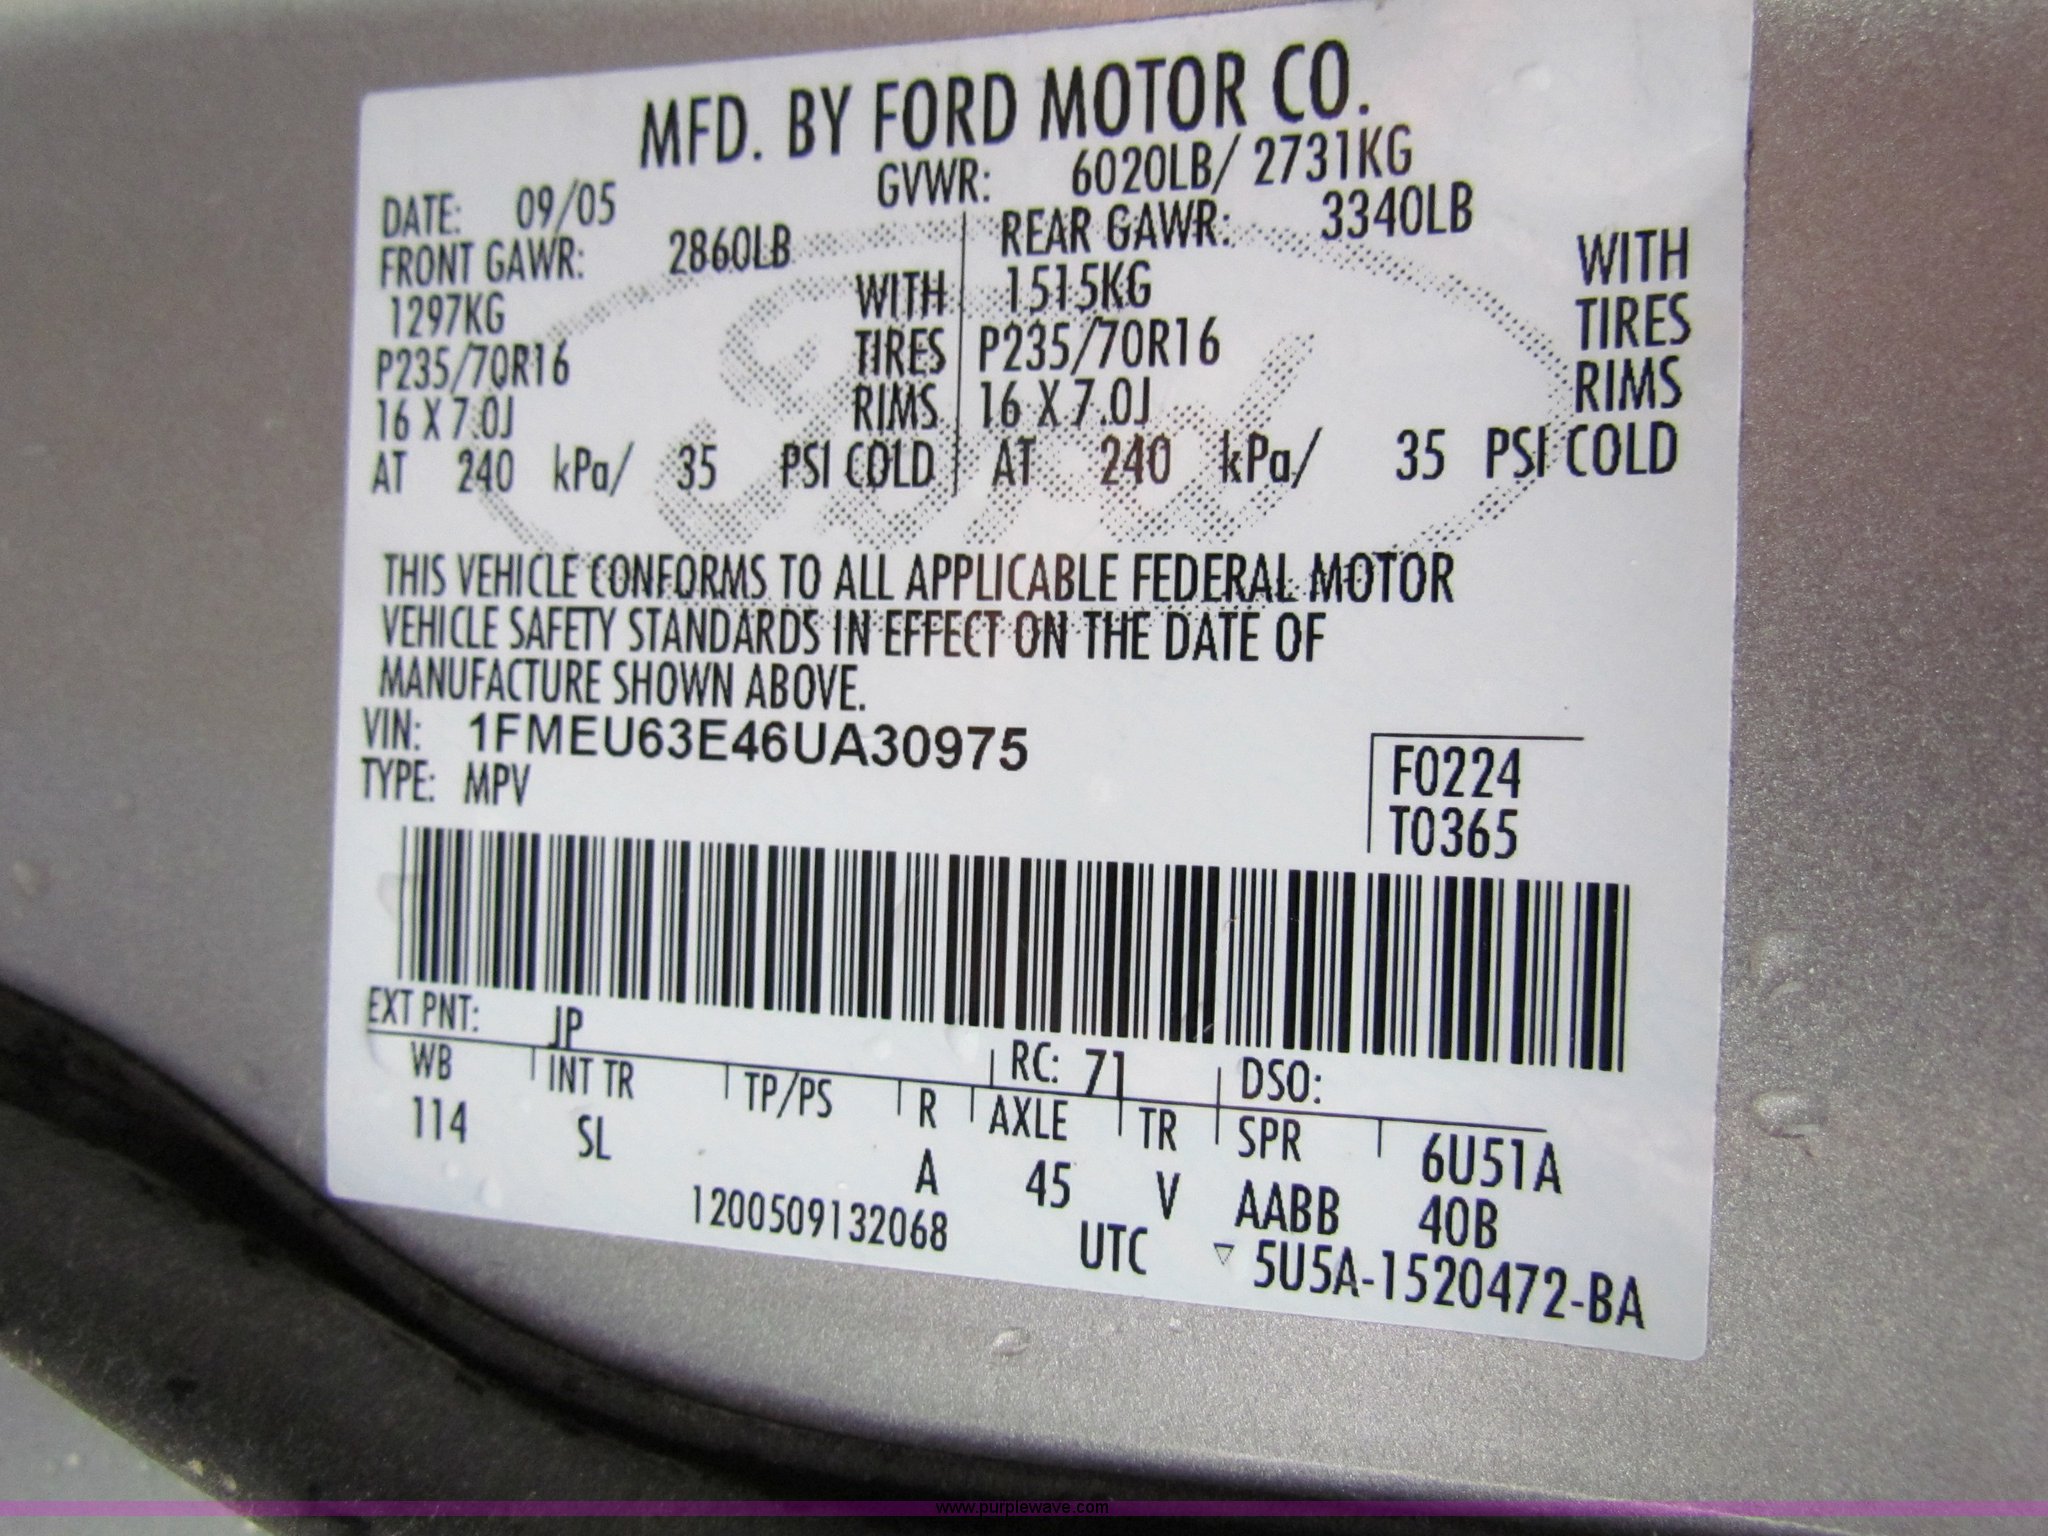 MFD. BY FORD MOTOR CO.
DATE: 09/05 GVWR: 6020LB/ 2731KG
FRONT GAWR: 2860LB REAR GAWR: 3340LB
1297KG WITH 1515KG WITH
P235/70R16 TIRES P235/70R16 TIRES
16 X 7.0J RIMS 16 X 7.0J RIMS
AT 240 kPa/ 35 PSI COLD AT 240 kPa/ 35 PSI COLD
Ford
THIS VEHICLE CONFORMS TO ALL APPLICABLE FEDERAL MOTOR
VEHICLE SAFETY STANDARDS IN EFFECT ON THE DATE OF
MANUFACTURE SHOWN ABOVE.
VIN: 1FMEU63E46UA30975
TYPE: MPV
F0224
T0365
EXT PNT: JP RC: 71 DSO:
WB INT TR TP/PS R AXLE TR SPR 6U51A
114 SL A 45 V AABB 40B
1200509132068 UTC ▽ 5U5A-1520472-BA
www.purplewave.com